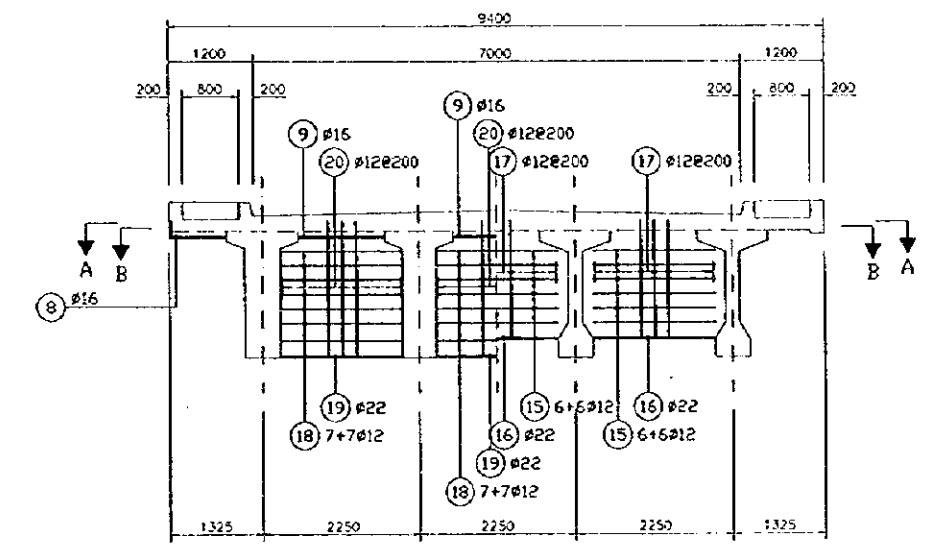 9400
1200 7000 1200
200 800 200 200 800 200
9 ø16
9 ø16 20 ø12@200
20 ø12@200 17 ø12@200 17 ø12@200
A B B A
8 ø16
19 ø22 15 6+6ø12 16 ø22
18 7+7ø12 16 ø22 15 6+6ø12
19 ø22
18 7+7ø12
1325 2250 2250 2250 1325